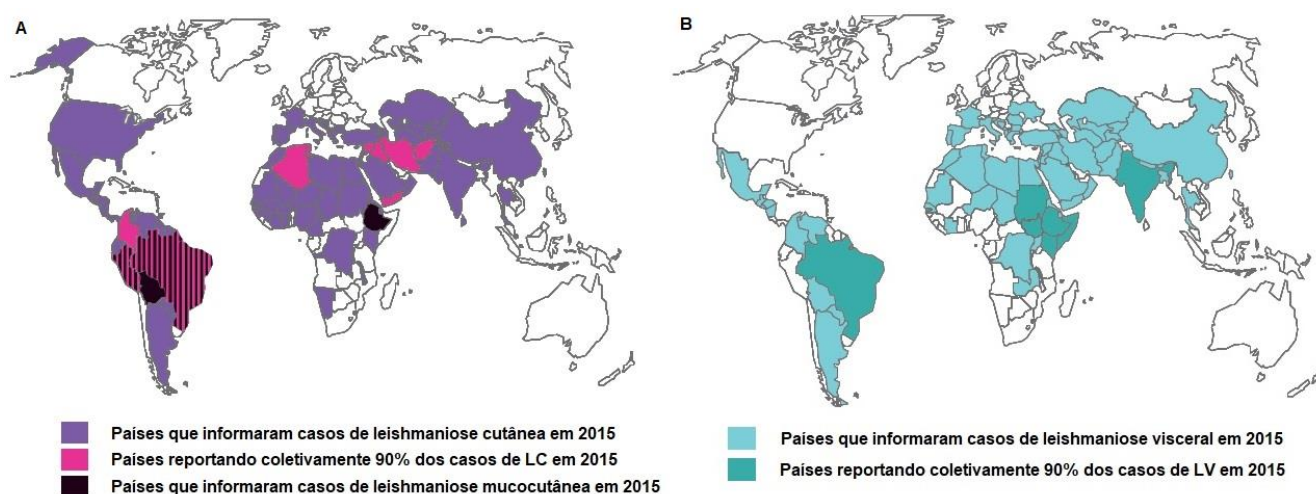 A
B
Países que informaram casos de leishmaniose cutânea em 2015
Países reportando coletivamente 90% dos casos de LC em 2015
Países que informaram casos de leishmaniose mucocutânea em 2015
Países que informaram casos de leishmaniose visceral em 2015
Países reportando coletivamente 90% dos casos de LV em 2015